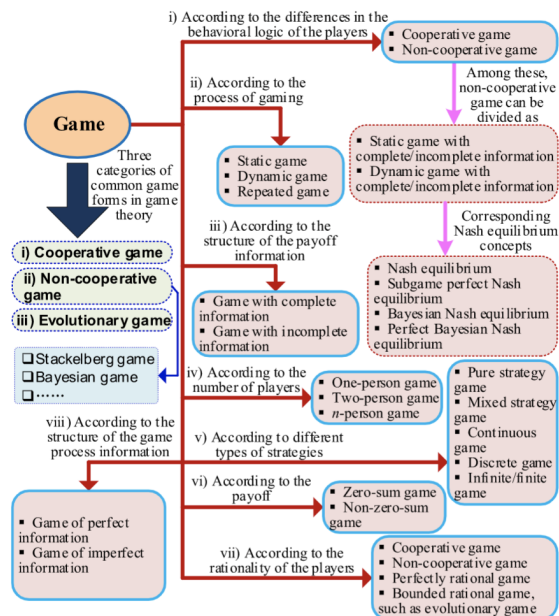 i) According to the differences in the
behavioral logic of the players
▪ Cooperative game
▪ Non-cooperative game
Among these,
non-cooperative
game can be
divided as
▪ Static game with
complete/incomplete information
▪ Dynamic game with
complete/incomplete information
Corresponding
Nash equilibrium
concepts
▪ Nash equilibrium
▪ Subgame perfect Nash
equilibrium
▪ Bayesian Nash equilibrium
▪ Perfect Bayesian Nash
equilibrium
Game
Three
categories of
common game
forms in game
theory
i) Cooperative game
ii) Non-cooperative
game
iii) Evolutionary game
❑Stackelberg game
❑Bayesian game
❑……
ii) According to the
process of gaming
▪ Static game
▪ Dynamic game
▪ Repeated game
iii) According to the
structure of the payoff
information
▪ Game with complete
information
▪ Game with incomplete
information
iv) According to the
number of players
▪ One-person game
▪ Two-person game
▪ n-person game
v) According to different
types of strategies
▪ Pure strategy
game
▪ Mixed strategy
game
▪ Continuous
game
▪ Discrete game
▪ Infinite/finite
game
vi) According to the
payoff
▪ Zero-sum game
▪ Non-zero-sum
game
vii) According to the
rationality of the players
▪ Cooperative game
▪ Non-cooperative game
▪ Perfectly rational game
▪ Bounded rational game,
such as evolutionary game
viii) According to the
structure of the game
process information
▪ Game of perfect
information
▪ Game of imperfect
information